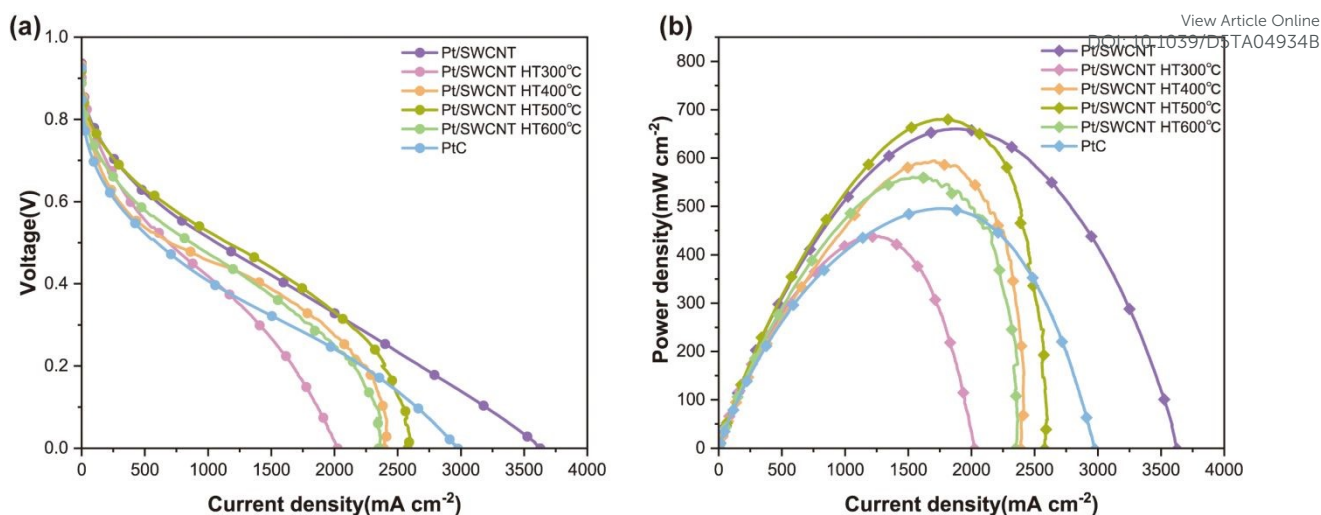 View Article Online
DOI: 10.1039/D5TA04934B
(a)
1.0
0.8
0.6
0.4
0.2
0.0
Voltage(V)
Pt/SWCNT
Pt/SWCNT HT300℃
Pt/SWCNT HT400℃
Pt/SWCNT HT500℃
Pt/SWCNT HT600℃
PtC
0 500 1000 1500 2000 2500 3000 3500 4000
Current density(mA cm⁻²)
(b)
800
700
600
500
400
300
200
100
0
Power density(mW cm⁻²)
Pt/SWCNT
Pt/SWCNT HT300℃
Pt/SWCNT HT400℃
Pt/SWCNT HT500℃
Pt/SWCNT HT600℃
PtC
0 500 1000 1500 2000 2500 3000 3500 4000
Current density(mA cm⁻²)